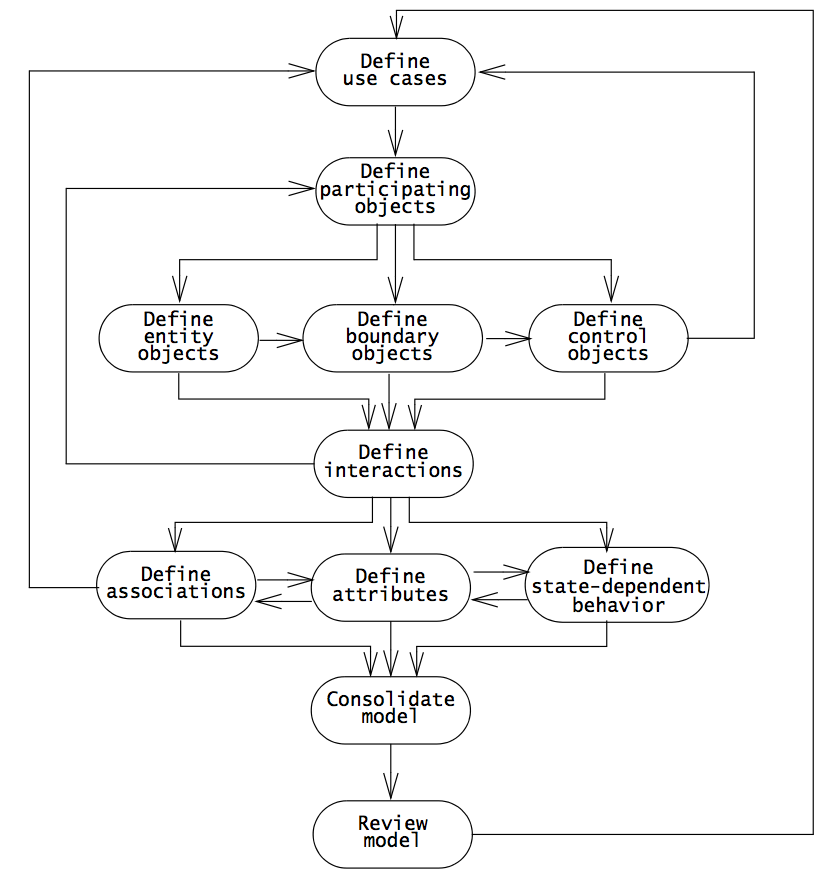 Define
use cases
Define
participating
objects
Define
entity
objects
Define
boundary
objects
Define
control
objects
Define
interactions
Define
associations
Define
attributes
Define
state-dependent
behavior
Consolidate
model
Review
model